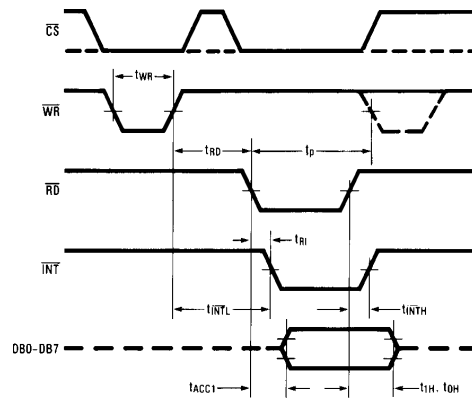 CS
tWR
WR
tRD
tP
RD
tRI
INT
tINTL
tINTH
DB0-DB7
tACC1
t1H, t0H